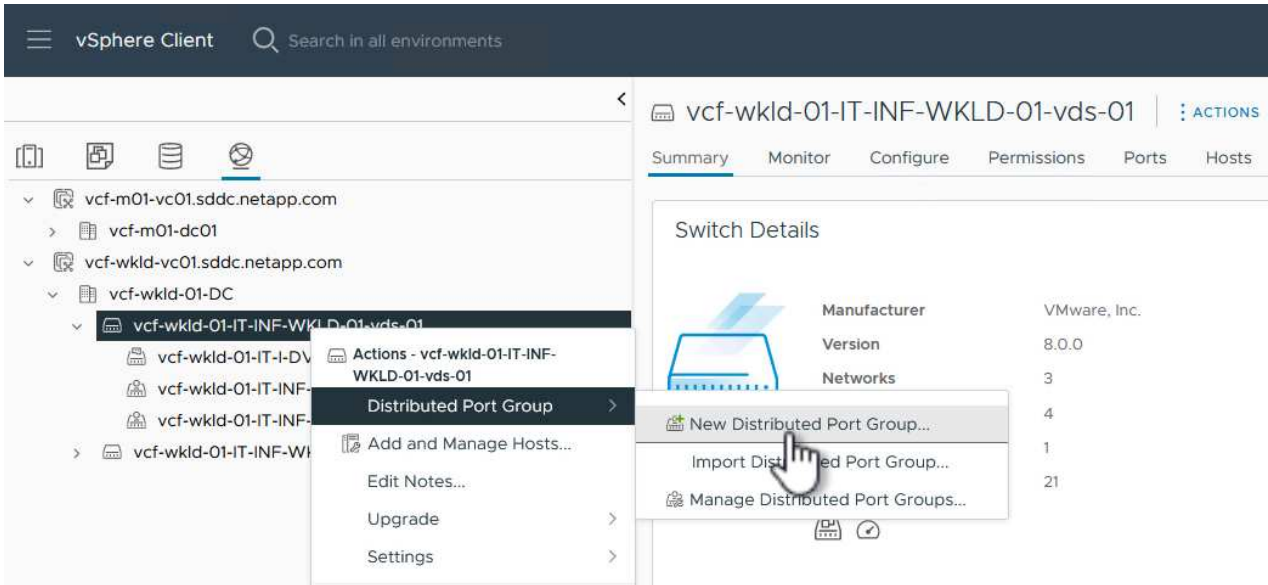 vSphere Client
Search in all environments
vcf-m01-vc01.sddc.netapp.com
vcf-m01-dc01
vcf-wkld-vc01.sddc.netapp.com
vcf-wkld-01-DC
vcf-wkld-01-IT-INF-WKLD-01-vds-01
vcf-wkld-01-IT-I-DV
vcf-wkld-01-IT-INF-
vcf-wkld-01-IT-INF-
vcf-wkld-01-IT-INF-WK
Actions - vcf-wkld-01-IT-INF-
WKLD-01-vds-01
Distributed Port Group
Add and Manage Hosts...
Edit Notes...
Upgrade
Settings
New Distributed Port Group...
Import Distributed Port Group...
Manage Distributed Port Groups...
vcf-wkld-01-IT-INF-WKLD-01-vds-01
ACTIONS
Summary Monitor Configure Permissions Ports Hosts
Switch Details
Manufacturer VMware, Inc.
Version 8.0.0
Networks 3
4
1
21